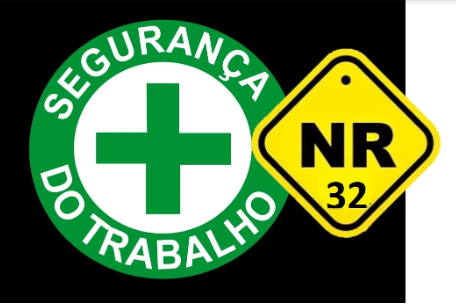 SEGURANÇA
DO TRABALHO
NR
32